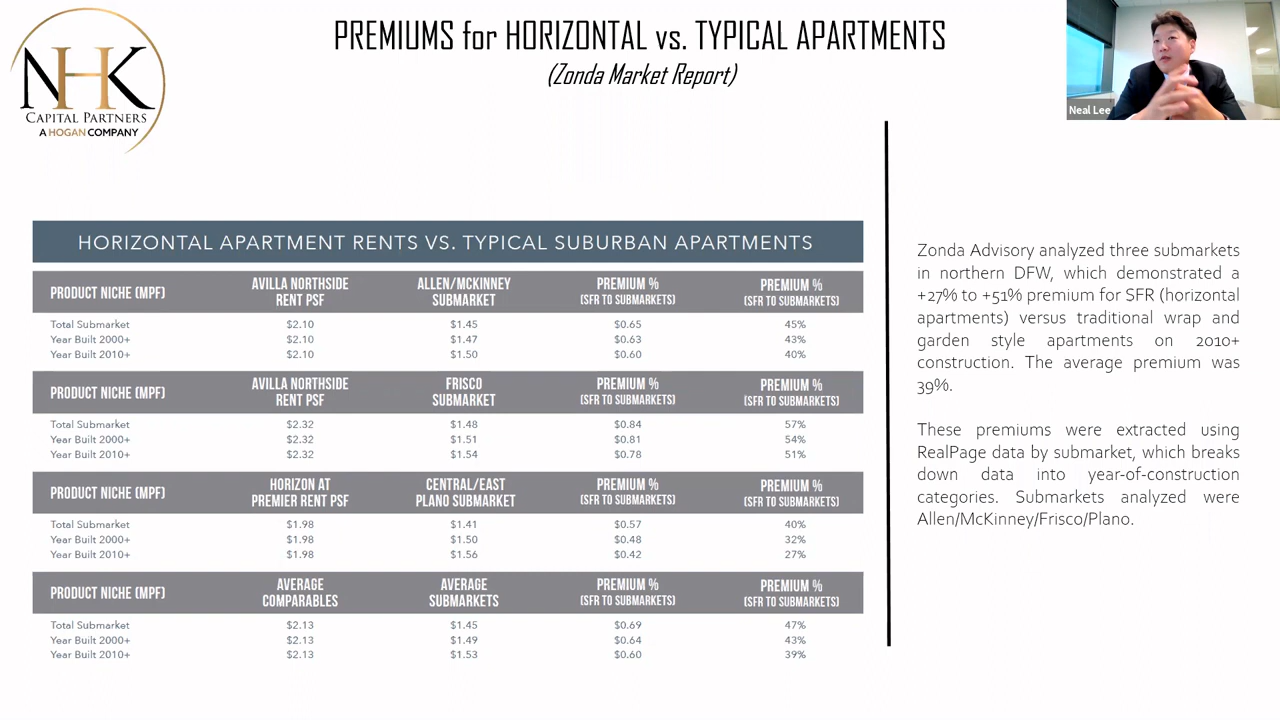 NHK
CAPITAL PARTNERS
A HOGAN COMPANY
PREMIUMS for HORIZONTAL vs. TYPICAL APARTMENTS
(Zonda Market Report)
Neal Lee
HORIZONTAL APARTMENT RENTS VS. TYPICAL SUBURBAN APARTMENTS
PRODUCT NICHE (MPF) AVILLA NORTHSIDE RENT PSF ALLEN/MCKINNEY SUBMARKET PREMIUM % (SFR TO SUBMARKETS) PREMIUM % (SFR TO SUBMARKETS)
Total Submarket $2.10 $1.45 $0.65 45%
Year Built 2000+ $2.10 $1.47 $0.63 43%
Year Built 2010+ $2.10 $1.50 $0.60 40%
PRODUCT NICHE (MPF) AVILLA NORTHSIDE RENT PSF FRISCO SUBMARKET PREMIUM % (SFR TO SUBMARKETS) PREMIUM % (SFR TO SUBMARKETS)
Total Submarket $2.32 $1.48 $0.84 57%
Year Built 2000+ $2.32 $1.51 $0.81 54%
Year Built 2010+ $2.32 $1.54 $0.78 51%
PRODUCT NICHE (MPF) HORIZON AT PREMIER RENT PSF CENTRAL/EAST PLANO SUBMARKET PREMIUM % (SFR TO SUBMARKETS) PREMIUM % (SFR TO SUBMARKETS)
Total Submarket $1.98 $1.41 $0.57 40%
Year Built 2000+ $1.98 $1.50 $0.48 32%
Year Built 2010+ $1.98 $1.56 $0.42 27%
PRODUCT NICHE (MPF) AVERAGE COMPARABLES AVERAGE SUBMARKETS PREMIUM % (SFR TO SUBMARKETS) PREMIUM % (SFR TO SUBMARKETS)
Total Submarket $2.13 $1.45 $0.69 47%
Year Built 2000+ $2.13 $1.49 $0.64 43%
Year Built 2010+ $2.13 $1.53 $0.60 39%
Zonda Advisory analyzed three submarkets
in northern DFW, which demonstrated a
+27% to +51% premium for SFR (horizontal
apartments) versus traditional wrap and
garden style apartments on 2010+
construction. The average premium was
39%.
These premiums were extracted using
RealPage data by submarket, which breaks
down data into year-of-construction
categories. Submarkets analyzed were
Allen/McKinney/Frisco/Plano.